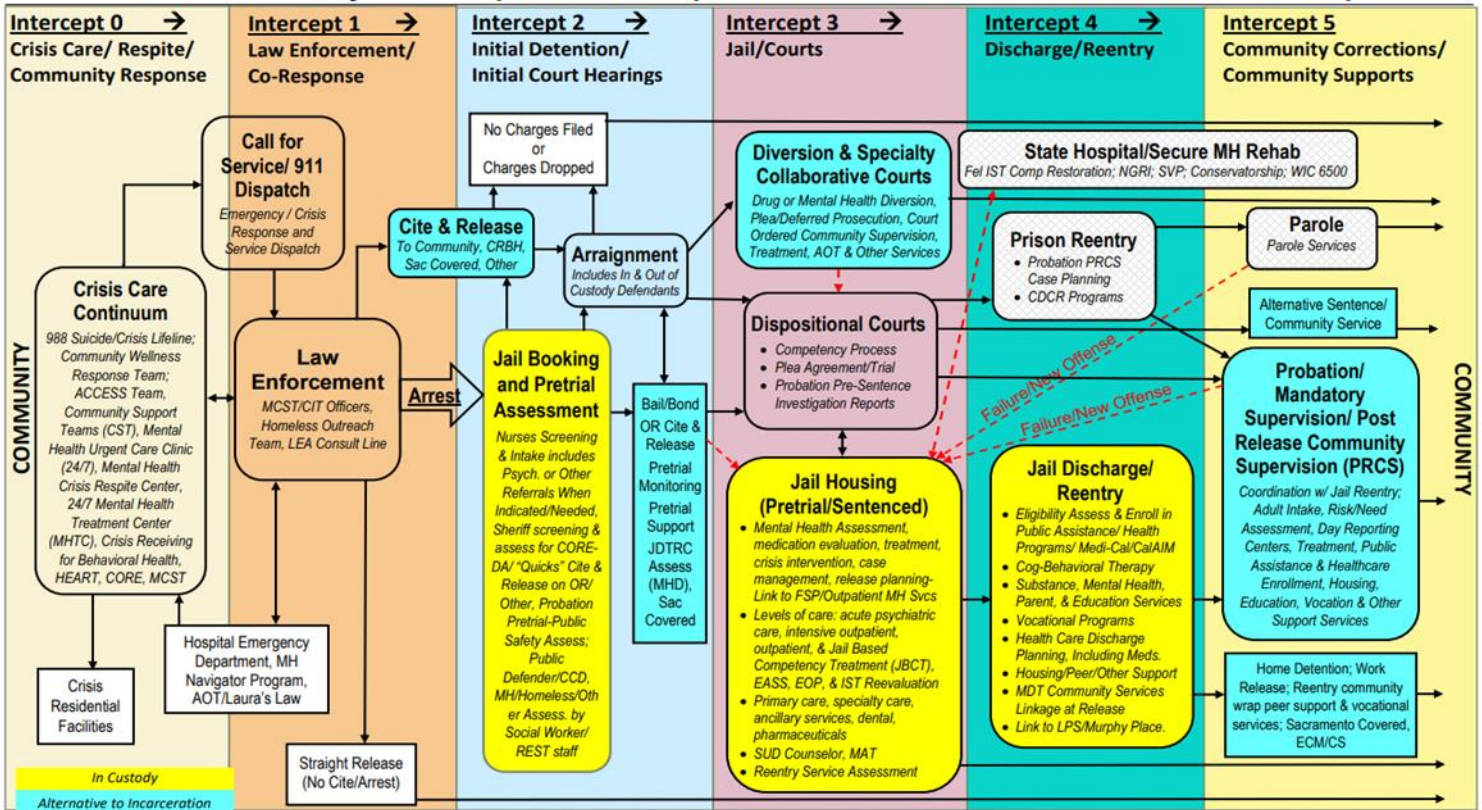 Intercept 0 →
Crisis Care/ Respite/
Community Response
Intercept 1 →
Law Enforcement/
Co-Response
Intercept 2 →
Initial Detention/
Initial Court Hearings
Intercept 3 →
Jail/Courts
Intercept 4 →
Discharge/Reentry
Intercept 5
Community Corrections/
Community Supports
COMMUNITY
Call for
Service/ 911
Dispatch
Emergency / Crisis
Response and
Service Dispatch
Crisis Care
Continuum
988 Suicide/Crisis Lifeline;
Community Wellness
Response Team;
ACCESS Team,
Community Support
Teams (CST), Mental
Health Urgent Care Clinic
(24/7), Mental Health
Crisis Respite Center,
24/7 Mental Health
Treatment Center
(MHTC), Crisis Receiving
for Behavioral Health,
HEART, CORE, MCST
Crisis
Residential
Facilities
In Custody
Alternative to Incarceration
Law
Enforcement
MCST/CIT Officers,
Homeless Outreach
Team, LEA Consult Line
Arrest
Hospital Emergency
Department, MH
Navigator Program,
AOT/Laura's Law
Straight Release
(No Cite/Arrest)
No Charges Filed
or
Charges Dropped
Cite & Release
To Community, CRBH,
Sac Covered, Other
Arraignment
Includes In & Out of
Custody Defendants
Jail Booking
and Pretrial
Assessment
Nurses Screening
& Intake includes
Psych. or Other
Referrals When
Indicated/Needed,
Sheriff screening &
assess for CORE-
DA/ "Quicks" Cite &
Release on OR/
Other, Probation
Pretrial-Public
Safety Assess;
Public
Defender/CCD,
MH/Homeless/Oth
er Assess. by
Social Worker/
REST staff
Bail/Bond
OR Cite &
Release
Pretrial
Monitoring
Pretrial
Support
JDTRC
Assess
(MHD),
Sac
Covered
Diversion & Specialty
Collaborative Courts
Drug or Mental Health Diversion,
Plea/Deferred Prosecution, Court
Ordered Community Supervision,
Treatment, AOT & Other Services
Dispositional Courts
• Competency Process
• Plea Agreement/Trial
• Probation Pre-Sentence
Investigation Reports
Jail Housing
(Pretrial/Sentenced)
• Mental Health Assessment,
medication evaluation, treatment,
crisis intervention, case
management, release planning-
Link to FSP/Outpatient MH Svcs
• Levels of care: acute psychiatric
care, intensive outpatient,
outpatient, & Jail Based
Competency Treatment (JBCT),
EASS, EOP, & IST Reevaluation
• Primary care, specialty care,
ancillary services, dental,
pharmaceuticals
• SUD Counselor, MAT
• Reentry Service Assessment
State Hospital/Secure MH Rehab
Fel IST Comp Restoration; NGRI; SVP; Conservatorship; WIC 6500
Prison Reentry
• Probation PRCS
Case Planning
• CDCR Programs
Parole
Parole Services
Failure/New Offense
Failure/New Offense
Jail Discharge/
Reentry
• Eligibility Assess & Enroll in
Public Assistance/ Health
Programs/ Medi-Cal/CalAIM
• Cog-Behavioral Therapy
• Substance, Mental Health,
Parent, & Education Services
• Vocational Programs
• Health Care Discharge
Planning, Including Meds.
• Housing/Peer/Other Support
• MDT Community Services
Linkage at Release
• Link to LPS/Murphy Place.
Alternative Sentence/
Community Service
Probation/
Mandatory
Supervision/ Post
Release Community
Supervision (PRCS)
Coordination w/ Jail Reentry;
Adult Intake, Risk/Need
Assessment, Day Reporting
Centers, Treatment, Public
Assistance & Healthcare
Enrollment, Housing,
Education, Vocation & Other
Support Services
Home Detention; Work
Release; Reentry community
wrap peer support & vocational
services; Sacramento Covered,
ECM/CS
COMMUNITY